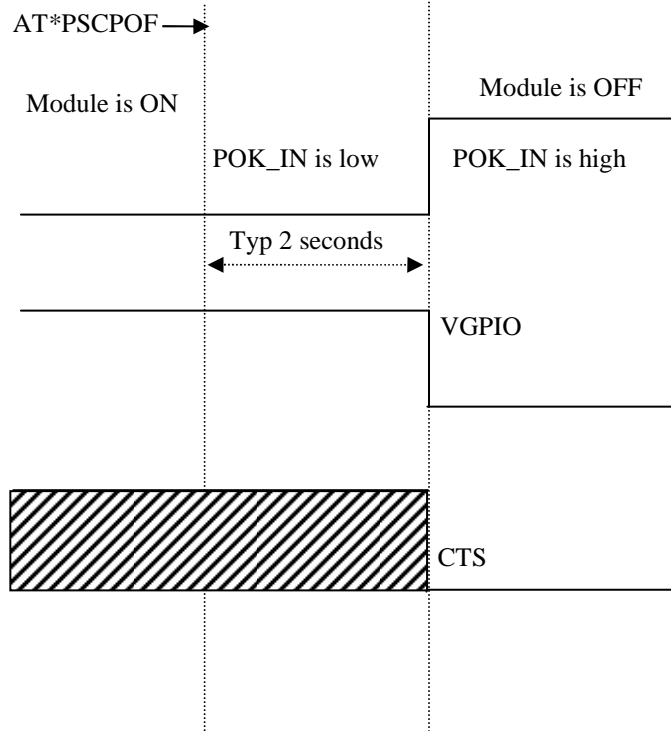 AT*PSCPOF
Module is ON
Module is OFF
POK_IN is low
POK_IN is high
Typ 2 seconds
VGPIO
CTS